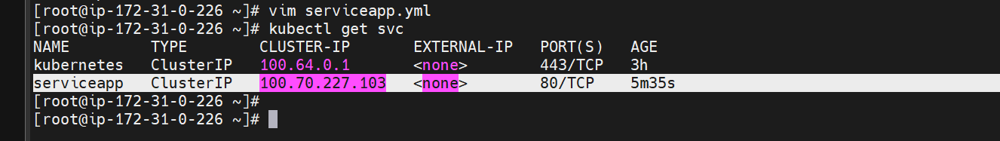 [root@ip-172-31-0-226 ~]# vim serviceapp.yml
[root@ip-172-31-0-226 ~]# kubectl get svc
NAME         TYPE        CLUSTER-IP       EXTERNAL-IP   PORT(S)   AGE
kubernetes   ClusterIP   100.64.0.1       <none>        443/TCP   3h
serviceapp   ClusterIP   100.70.227.103   <none>        80/TCP    5m35s
[root@ip-172-31-0-226 ~]#
[root@ip-172-31-0-226 ~]#